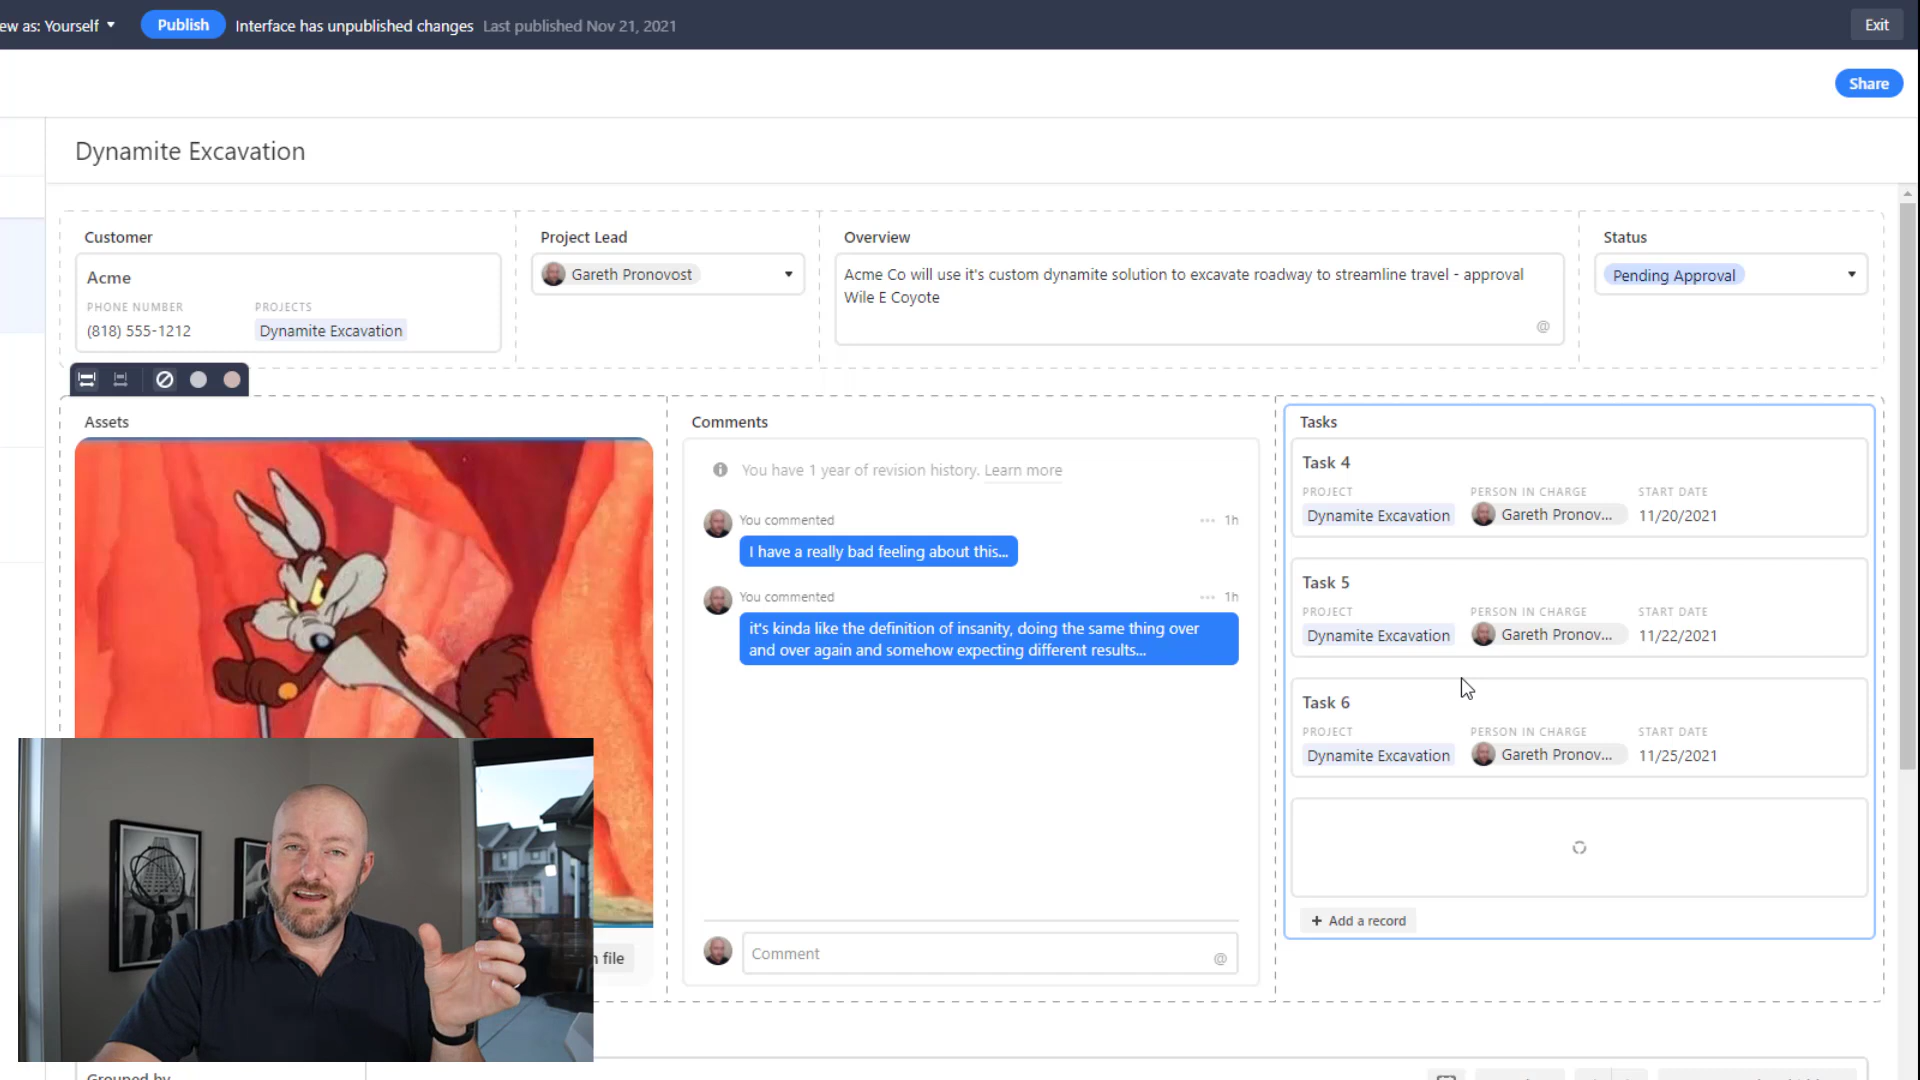 ew as: Yourself
Publish
Interface has unpublished changes
Last published Nov 21, 2021
Exit
Share
Dynamite Excavation
Customer
Acme
PHONE NUMBER
PROJECTS
(818) 555-1212
Dynamite Excavation
Project Lead
Gareth Pronovost
Overview
Acme Co will use it's custom dynamite solution to excavate roadway to streamline travel - approval
Wile E Coyote
@
Status
Pending Approval
Assets
n file
Comments
You have 1 year of revision history. Learn more
You commented
1h
I have a really bad feeling about this...
You commented
1h
it's kinda like the definition of insanity, doing the same thing over
and over again and somehow expecting different results...
Comment
@
Tasks
Task 4
PROJECT
PERSON IN CHARGE
START DATE
Dynamite Excavation
Gareth Pronov...
11/20/2021
Task 5
PROJECT
PERSON IN CHARGE
START DATE
Dynamite Excavation
Gareth Pronov...
11/22/2021
Task 6
PROJECT
PERSON IN CHARGE
START DATE
Dynamite Excavation
Gareth Pronov...
11/25/2021
+ Add a record
Grouped by